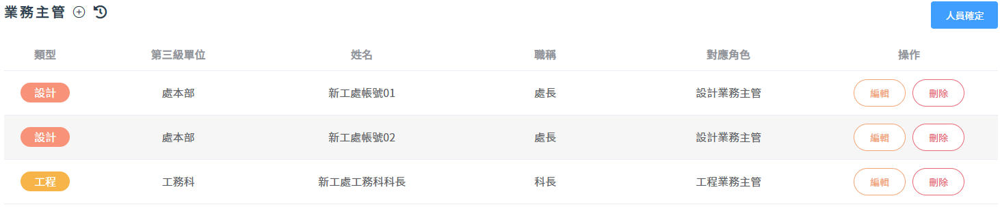 業務主管
人員確定
類型 第三級單位 姓名 職稱 對應角色 操作
設計 處本部 新工處帳號01 處長 設計業務主管 編輯 刪除
設計 處本部 新工處帳號02 處長 設計業務主管 編輯 刪除
工程 工務科 新工處工務科科長 科長 工程業務主管 編輯 刪除